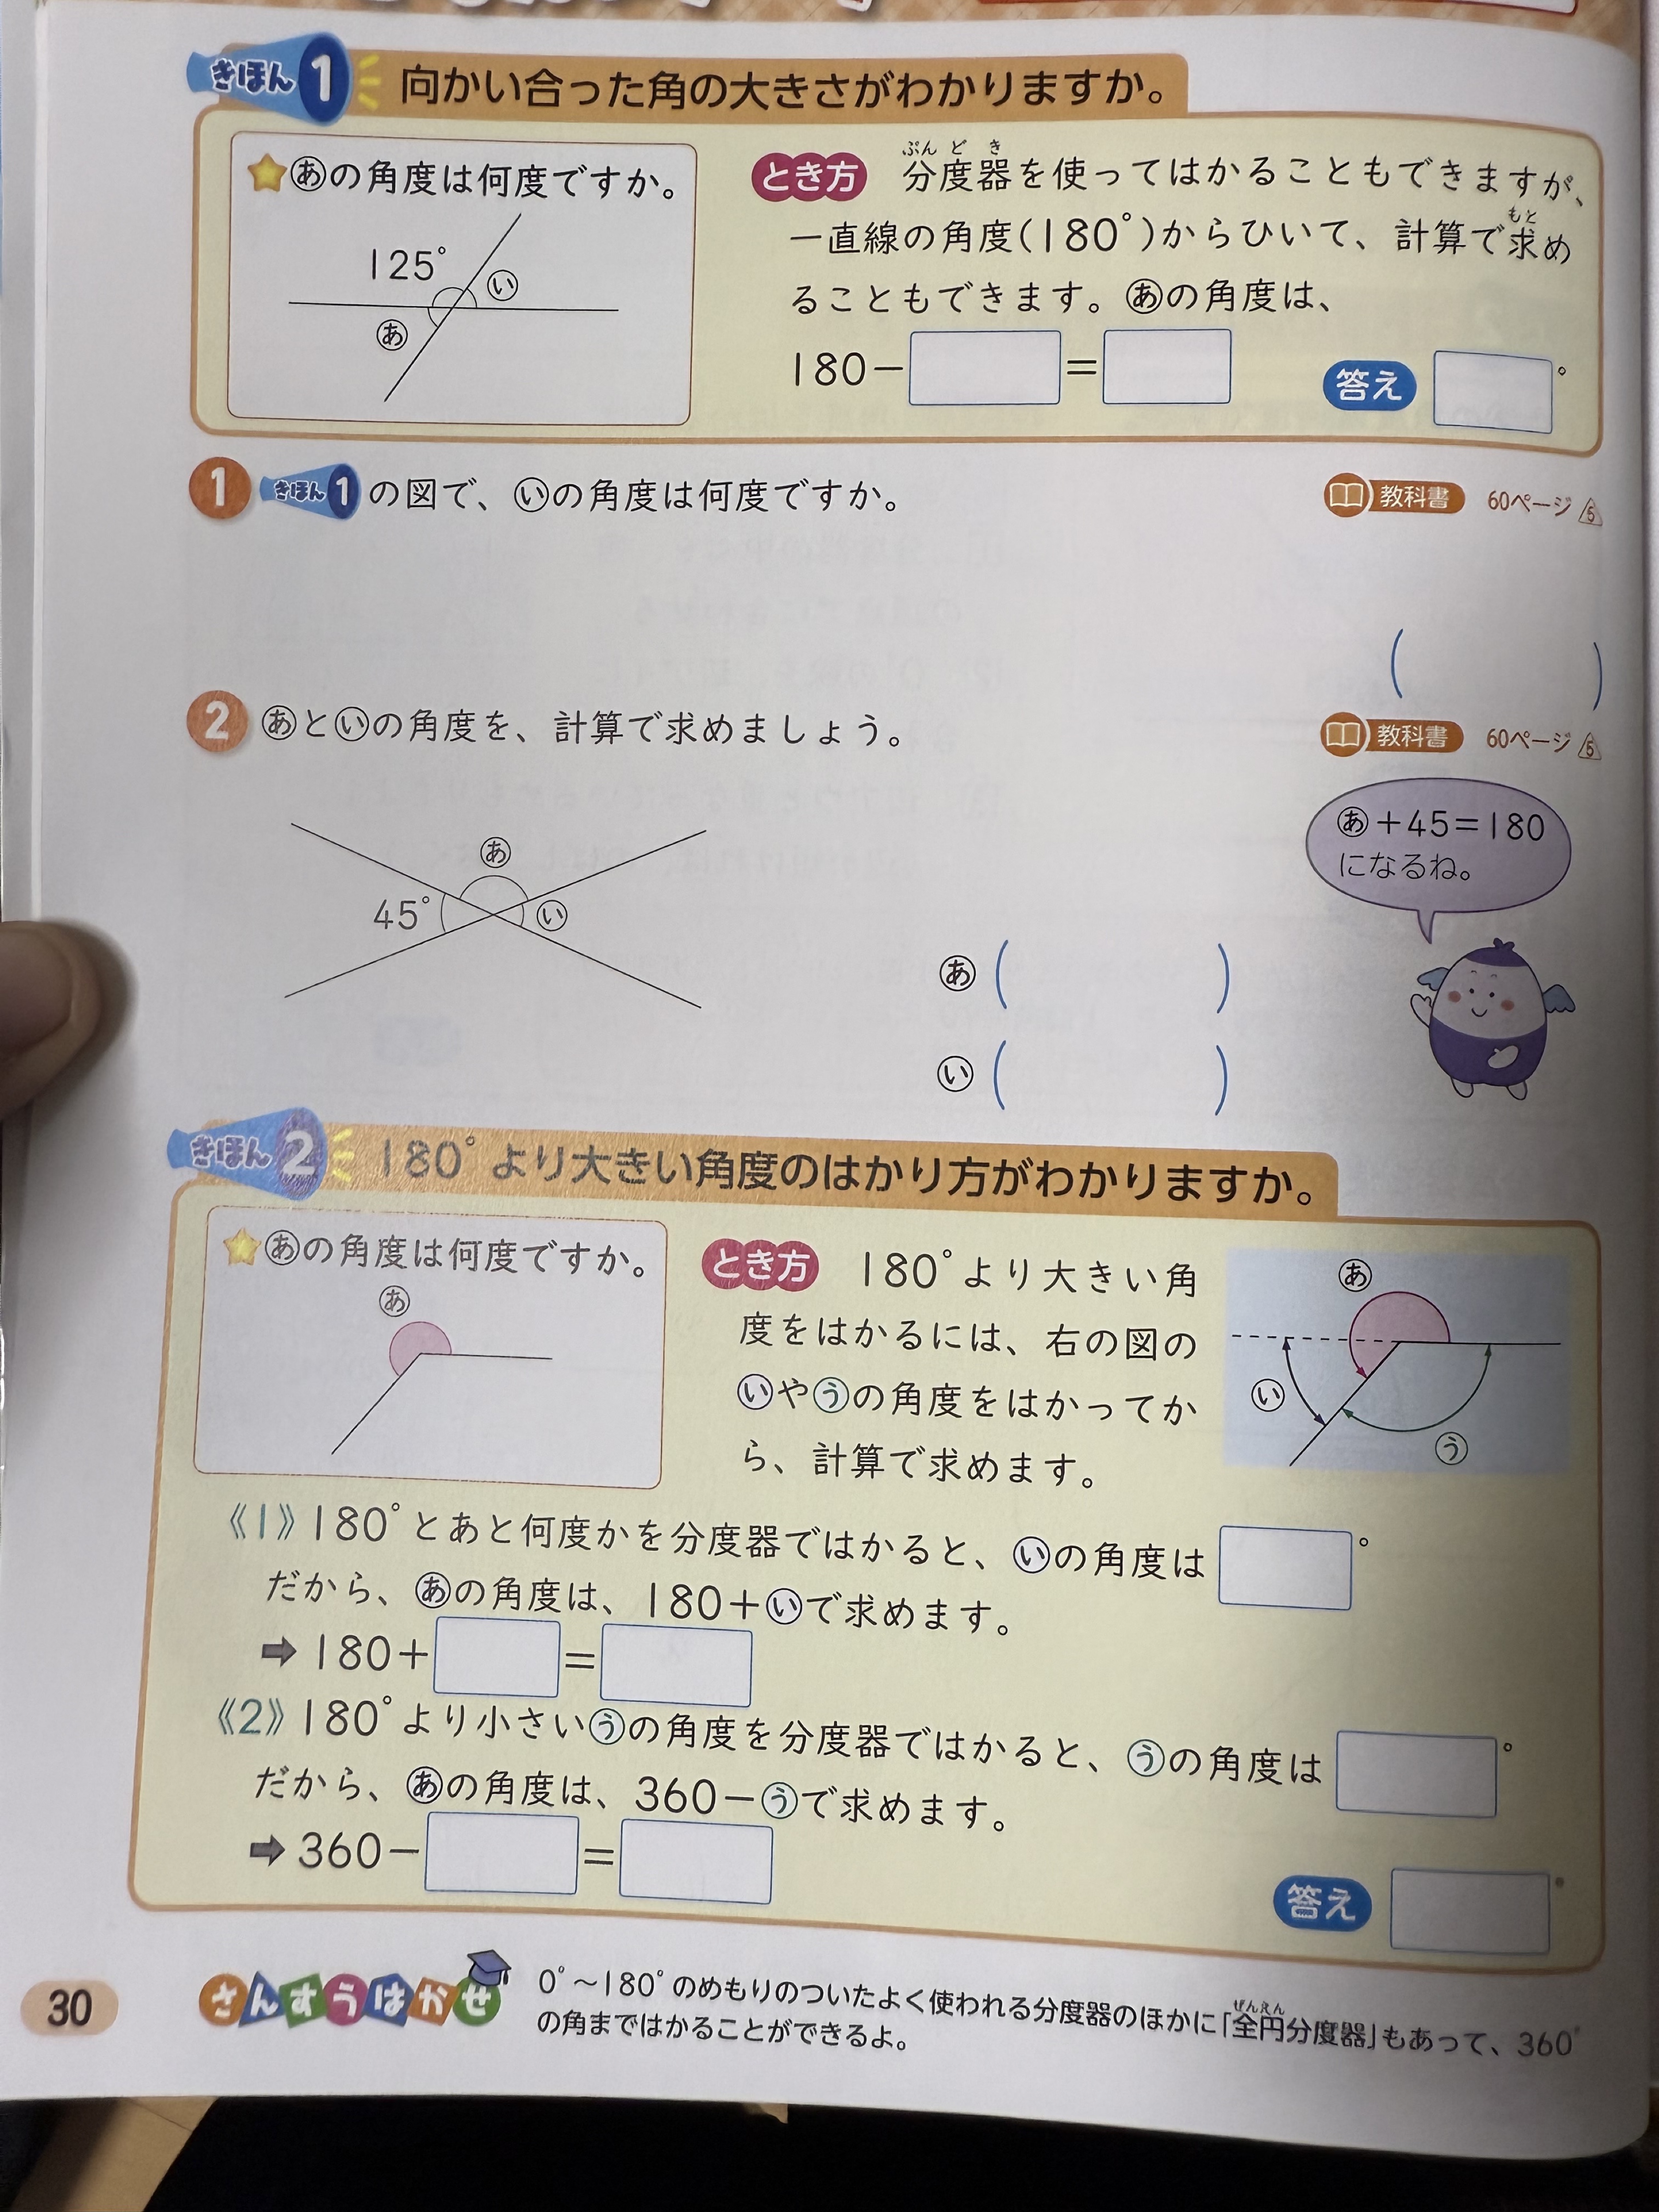 きほん1 向かい合った角の大きさがわかりますか。
★㋐の角度は何度ですか。
125°
㋑
㋐
とき方 分度器を使ってはかることもできますが、
ぶんどき
一直線の角度(180°)からひいて、計算で求め
もと
ることもできます。㋐の角度は、
180−□=□
答え □°
1 きほん1の図で、㋑の角度は何度ですか。
教科書 60ページ 5
( )
2 あといの角度を、計算で求めましょう。
教科書 60ページ 5
あ
45°
い
あ+45=180
になるね。
あ( )
い( )
きほん2 180°より大きい角度のはかり方がわかりますか。
★あの角度は何度ですか。
あ
とき方 180°より大きい角
度をはかるには、右の図の
いやうの角度をはかってか
ら、計算で求めます。
あ
い
う
《1》180°とあと何度かを分度器ではかると、いの角度は□°
だから、あの角度は、180+いで求めます。
➡180+□=□
《2》180°より小さいうの角度を分度器ではかると、うの角度は□°
だから、あの角度は、360−うで求めます。
➡360−□=□
答え □°
30
さんすうはかせ
0°〜180°のめもりのついたよく使われる分度器のほかに「全円分度器」もあって、360°
ぜんえん
の角まではかることができるよ。